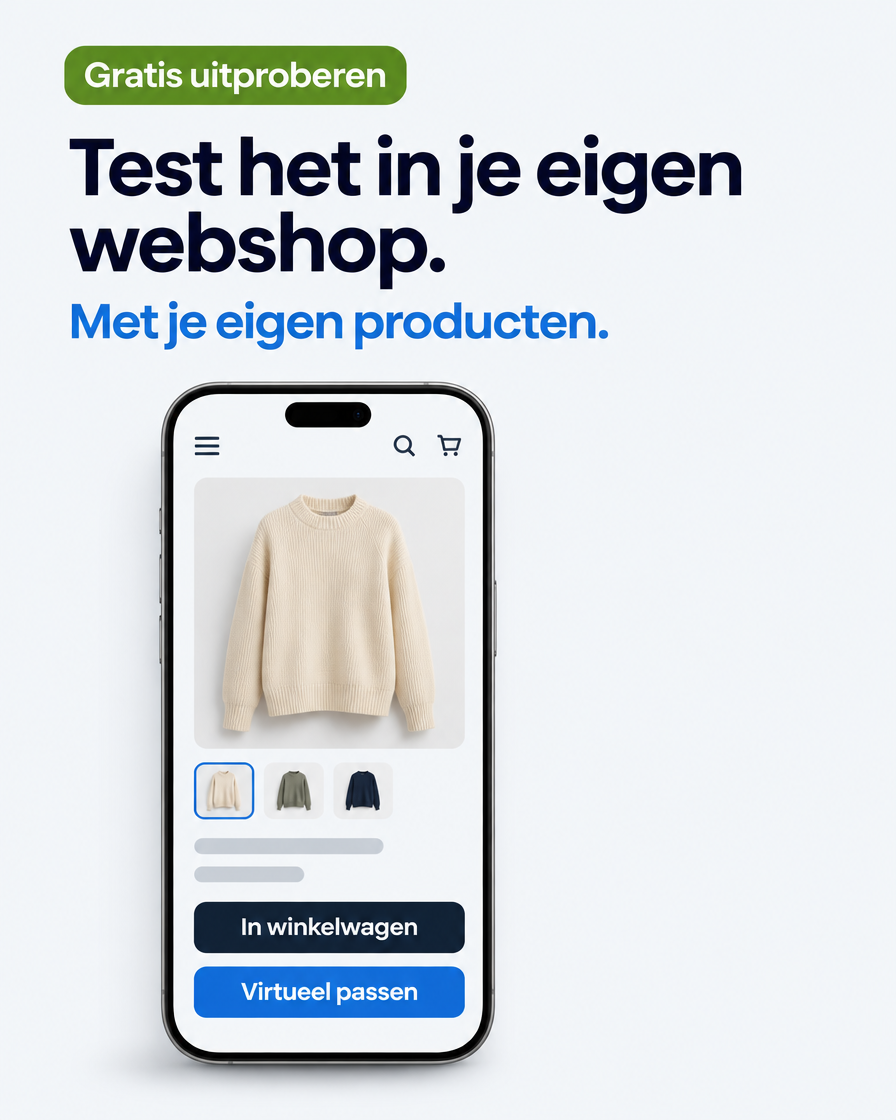 Gratis uitproberen
Test het in je eigen
webshop.
Met je eigen producten.
In winkelwagen
Virtueel passen